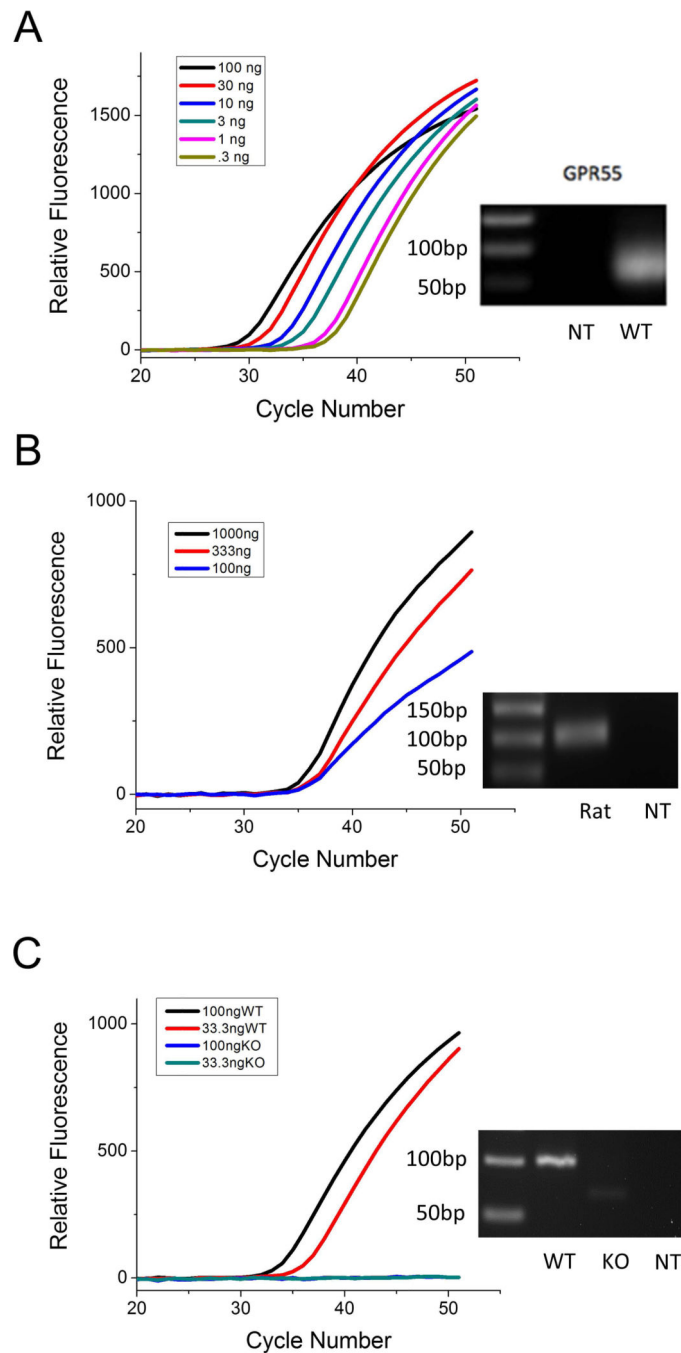 A
Relative Fluorescence
1500
1000
500
0
100 ng
30 ng
10 ng
3 ng
1 ng
.3 ng
20 30 40 50
Cycle Number
GPR55
100bp
50bp
NT WT
B
Relative Fluorescence
1000
500
0
1000ng
333ng
100ng
20 30 40 50
Cycle Number
150bp
100bp
50bp
Rat NT
C
Relative Fluorescence
1000
500
0
100ngWT
33.3ngWT
100ngKO
33.3ngKO
20 30 40 50
Cycle Number
100bp
50bp
WT KO NT